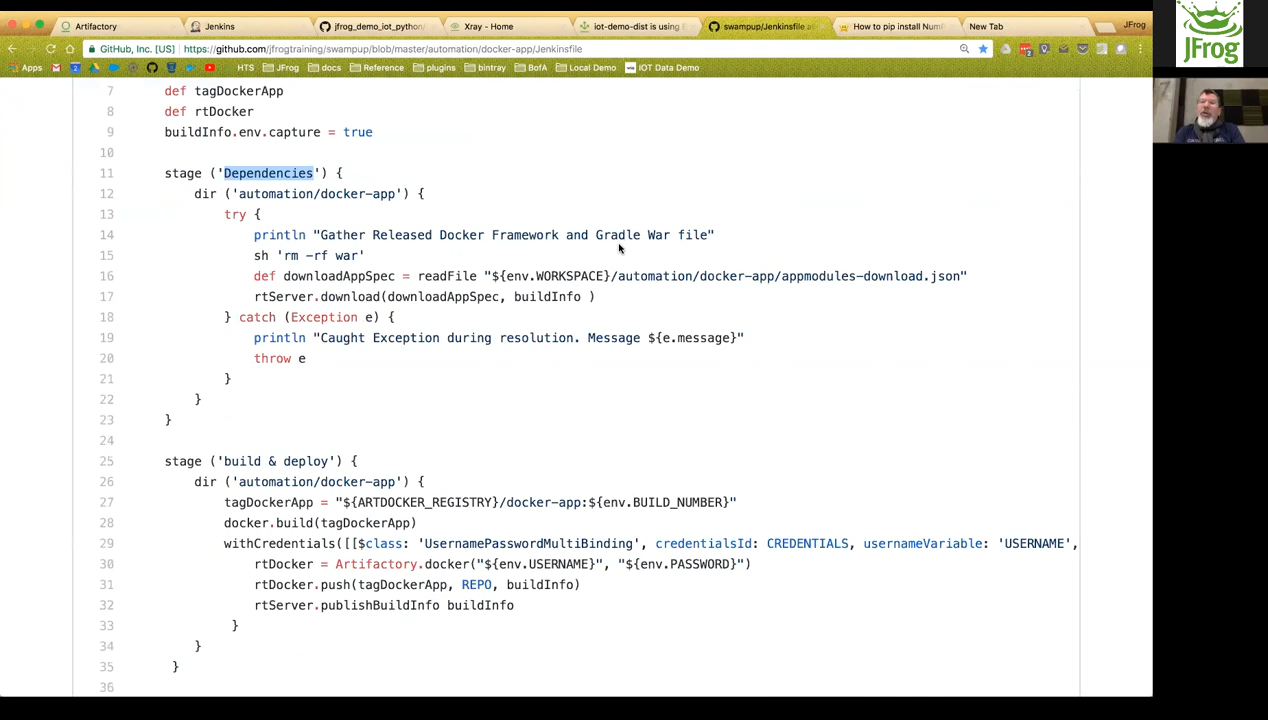 Artifactory
Jenkins
jfrog_demo_iot_python/
Xray - Home
iot-demo-dist is using
swampup/Jenkinsfile a
How to pip install Num
New Tab
JFrog
GitHub, Inc. [US]
https://github.com/jfrogtraining/swampup/blob/master/automation/docker-app/Jenkinsfile
Apps
HTS
JFrog
docs
Reference
plugins
bintray
BofA
Local Demo
IOT Data Demo
JFrog
7 def tagDockerApp
8 def rtDocker
9 buildInfo.env.capture = true
10
11 stage ('Dependencies') {
12 dir ('automation/docker-app') {
13 try {
14 println "Gather Released Docker Framework and Gradle War file"
15 sh 'rm -rf war'
16 def downloadAppSpec = readFile "${env.WORKSPACE}/automation/docker-app/appmodules-download.json"
17 rtServer.download(downloadAppSpec, buildInfo )
18 } catch (Exception e) {
19 println "Caught Exception during resolution. Message ${e.message}"
20 throw e
21 }
22 }
23 }
24
25 stage ('build & deploy') {
26 dir ('automation/docker-app') {
27 tagDockerApp = "${ARTDOCKER_REGISTRY}/docker-app:${env.BUILD_NUMBER}"
28 docker.build(tagDockerApp)
29 withCredentials([[$class: 'UsernamePasswordMultiBinding', credentialsId: CREDENTIALS, usernameVariable: 'USERNAME',
30 rtDocker = Artifactory.docker("${env.USERNAME}", "${env.PASSWORD}")
31 rtDocker.push(tagDockerApp, REPO, buildInfo)
32 rtServer.publishBuildInfo buildInfo
33 }
34 }
35 }
36